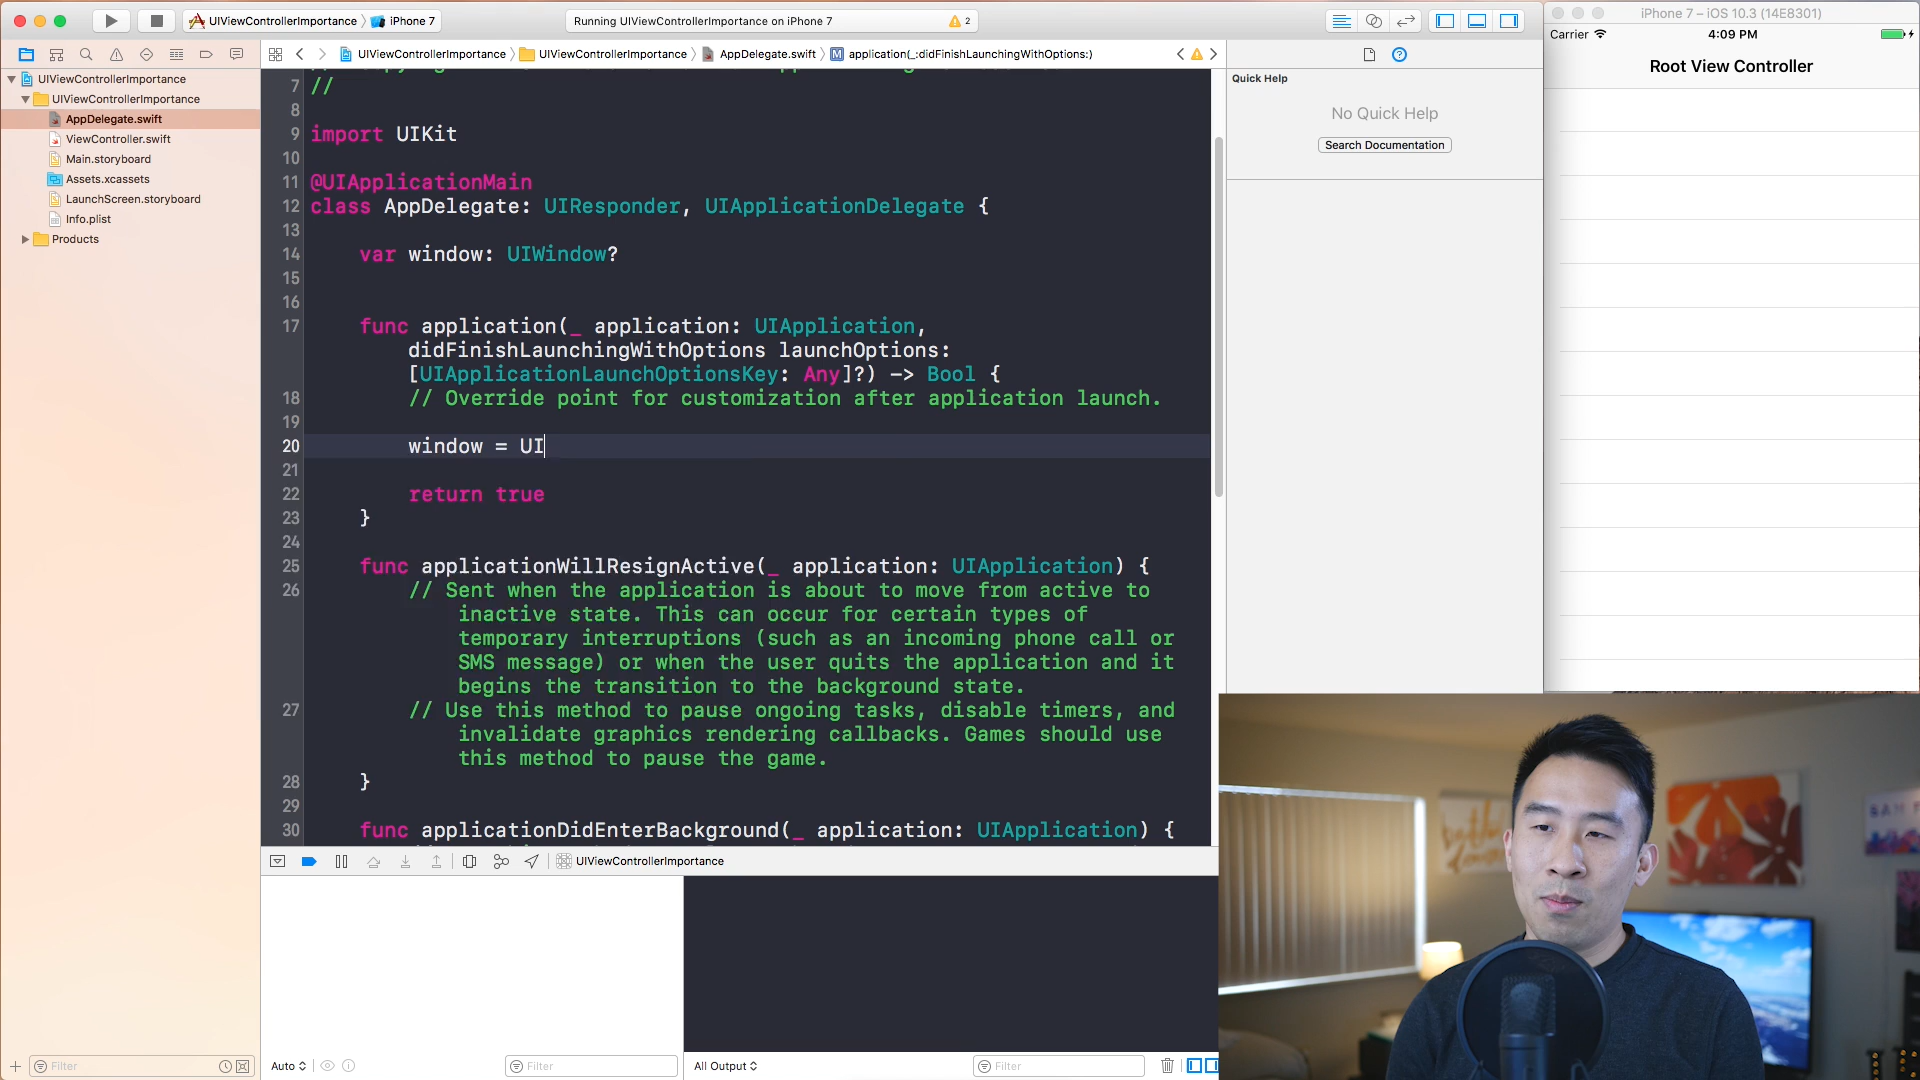 UIViewControllerImportance
iPhone 7
Running UIViewControllerImportance on iPhone 7
2
iPhone 7 – iOS 10.3 (14E8301)
Carrier
4:09 PM
Root View Controller
UIViewControllerImportance
UIViewControllerImportance
AppDelegate.swift
ViewController.swift
Main.storyboard
Assets.xcassets
LaunchScreen.storyboard
Info.plist
Products
UIViewControllerImportance
UIViewControllerImportance
AppDelegate.swift
M
application(_:didFinishLaunchingWithOptions:)
7 //
8
9 import UIKit
10
11 @UIApplicationMain
12 class AppDelegate: UIResponder, UIApplicationDelegate {
13
14 var window: UIWindow?
15
16
17 func application(_ application: UIApplication,
didFinishLaunchingWithOptions launchOptions:
[UIApplicationLaunchOptionsKey: Any]?) -> Bool {
18 // Override point for customization after application launch.
19
20 window = UI
21
22 return true
23 }
24
25 func applicationWillResignActive(_ application: UIApplication) {
26 // Sent when the application is about to move from active to
inactive state. This can occur for certain types of
temporary interruptions (such as an incoming phone call or
SMS message) or when the user quits the application and it
begins the transition to the background state.
27 // Use this method to pause ongoing tasks, disable timers, and
invalidate graphics rendering callbacks. Games should use
this method to pause the game.
28 }
29
30 func applicationDidEnterBackground(_ application: UIApplication) {
Quick Help
No Quick Help
Search Documentation
UIViewControllerImportance
Filter
Auto
Filter
All Output
Filter